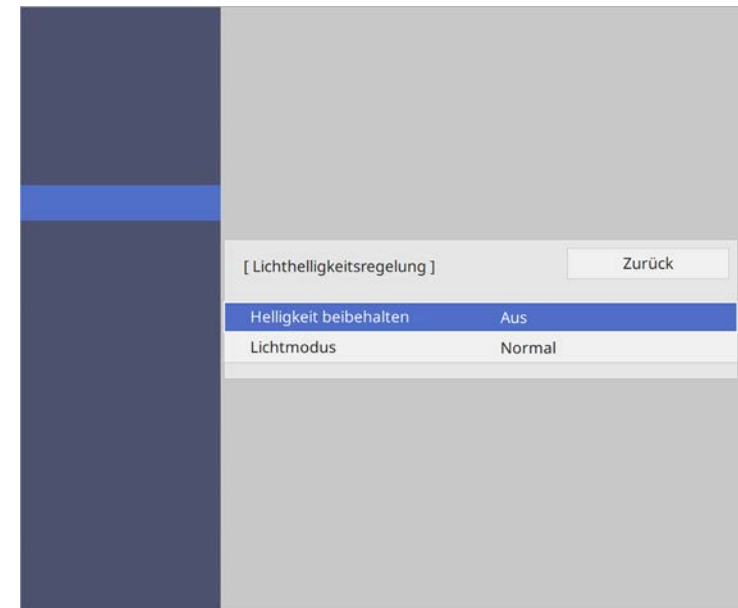 [ Lichthelligkeitsregelung ] Zurück
Helligkeit beibehalten Aus
Lichtmodus Normal